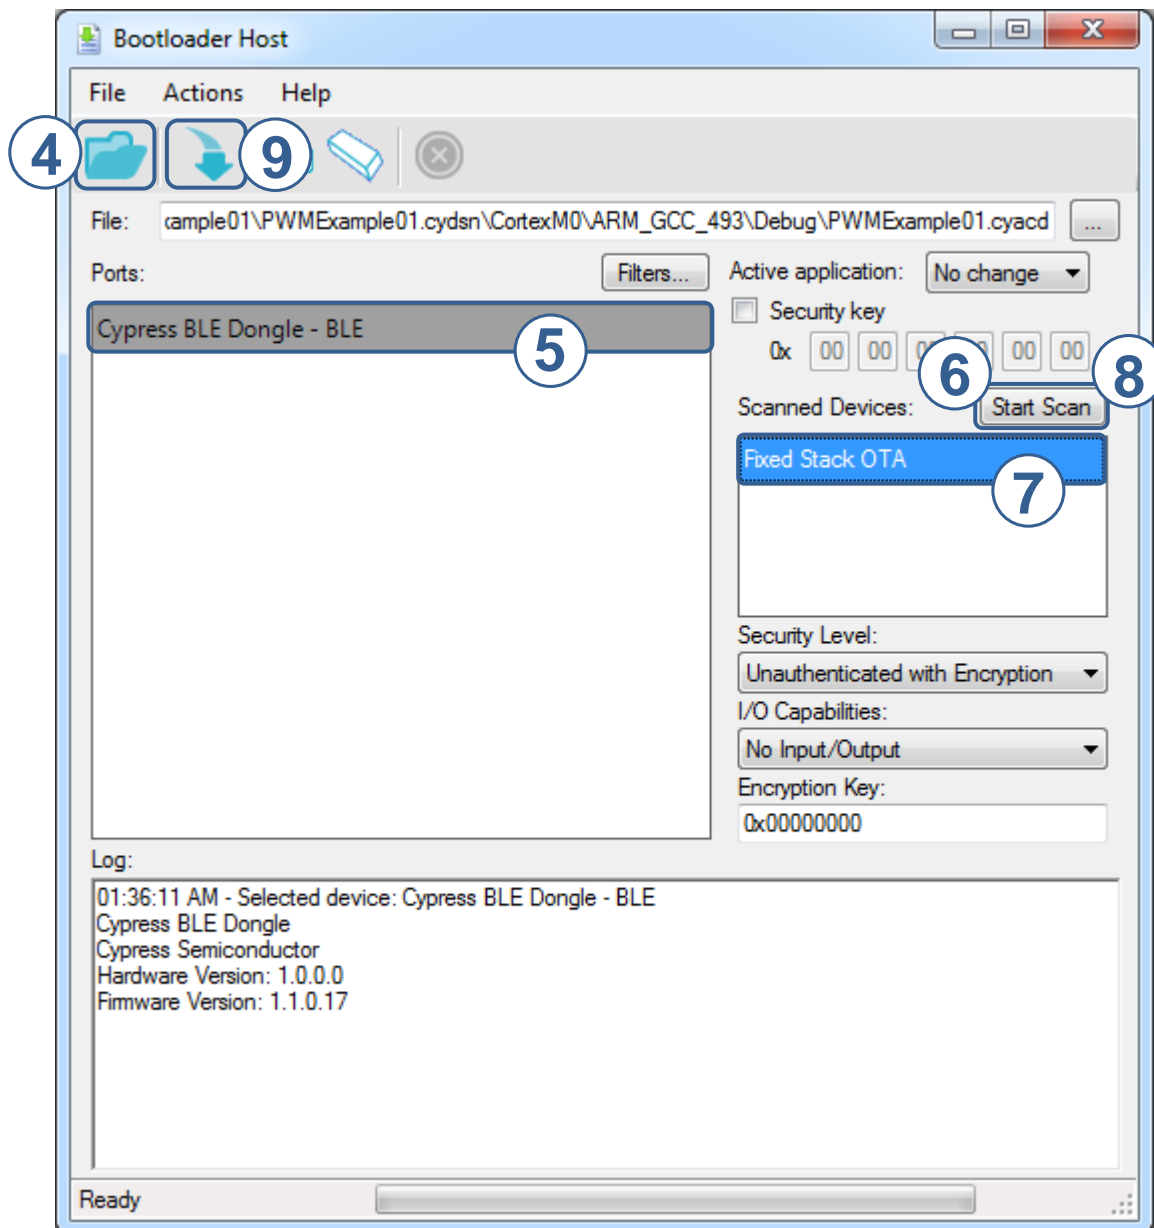 Bootloader Host
File Actions Help
4
9
File: xample01\PWMExample01.cydsn\CortexM0\ARM_GCC_493\Debug\PWMExample01.cyacd ...
Ports: Filters... Active application: No change
Security key
Cypress BLE Dongle - BLE
5
0x 00 00 00 00 00
6
8
Scanned Devices: Start Scan
Fixed Stack OTA
7
Security Level:
Unauthenticated with Encryption
I/O Capabilities:
No Input/Output
Encryption Key:
0x00000000
Log:
01:36:11 AM - Selected device: Cypress BLE Dongle - BLE
Cypress BLE Dongle
Cypress Semiconductor
Hardware Version: 1.0.0.0
Firmware Version: 1.1.0.17
Ready